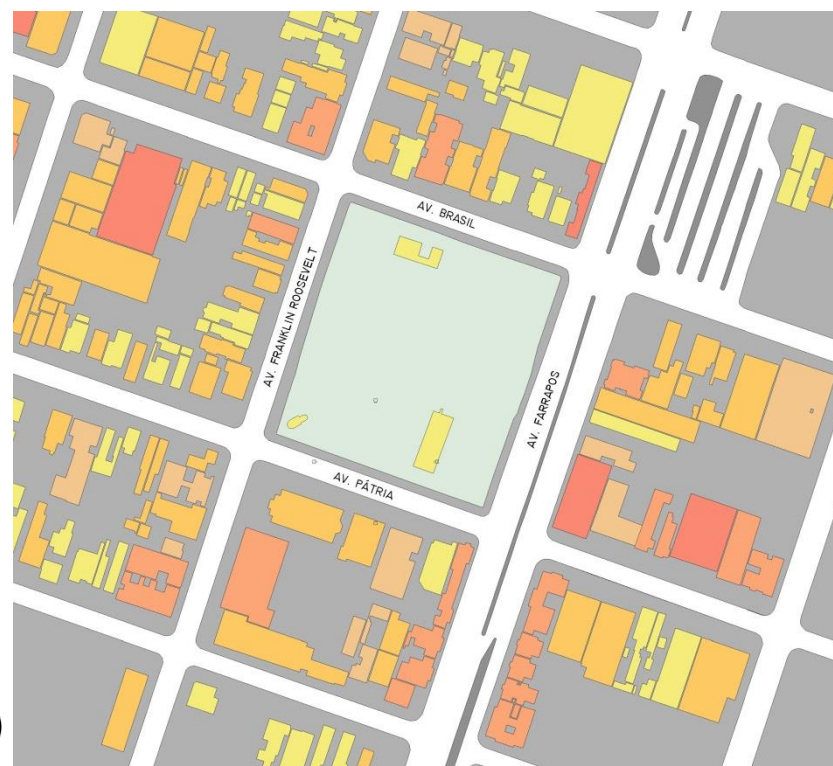 AV. BRASIL
AV. FRANKLIN ROOSEVELT
AV. FARRAPOS
AV. PÁTRIA
)